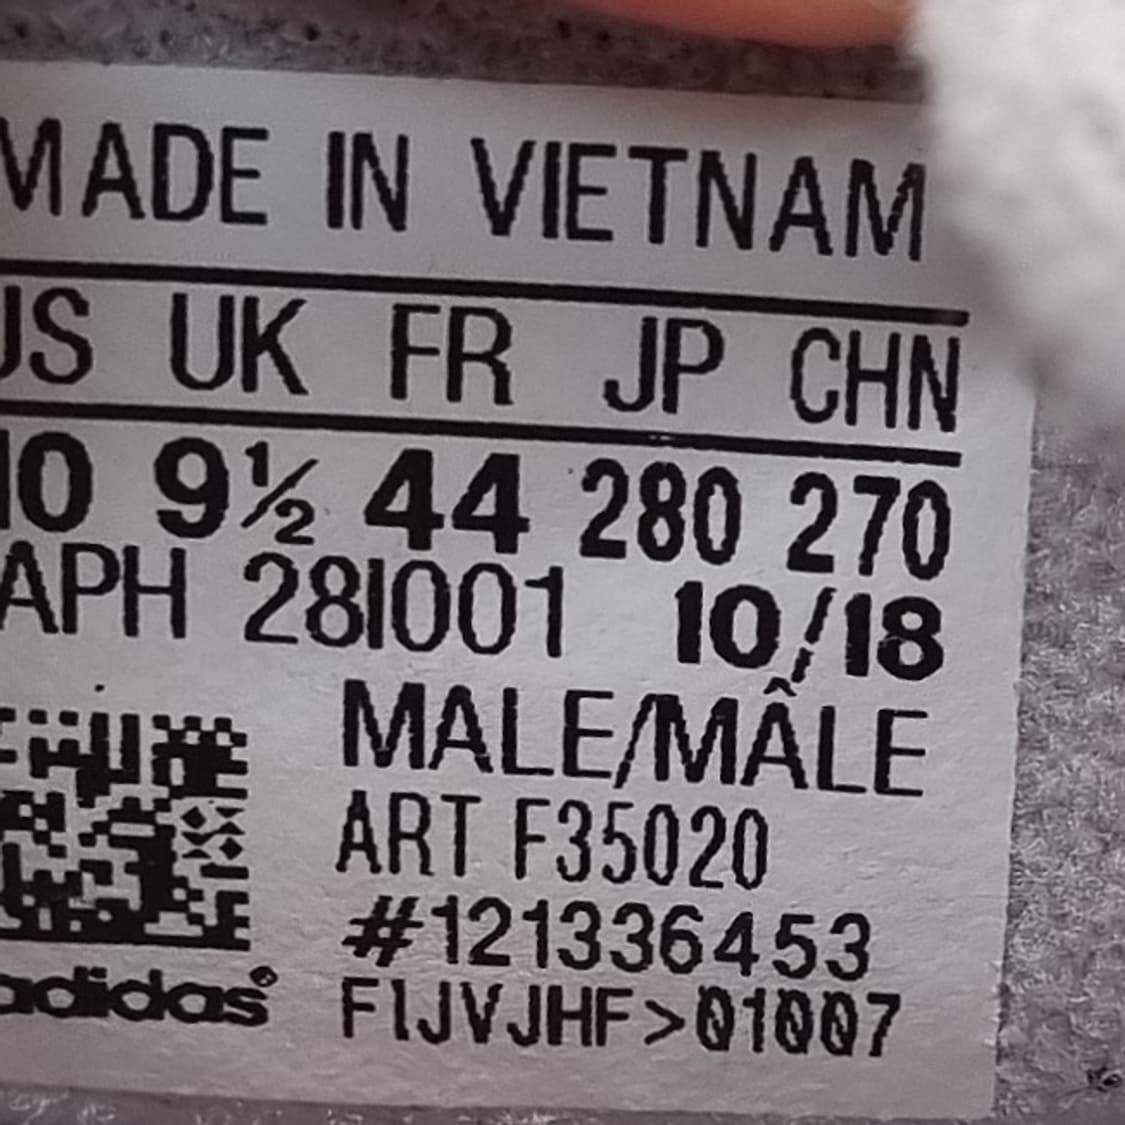 MADE IN VIETNAM
US UK FR JP CHN
10 9½ 44 280 270
APH 28I001 10/18
MALE/MÂLE
ART F35020
#121336453
adidas®
F1JVJHF>01007